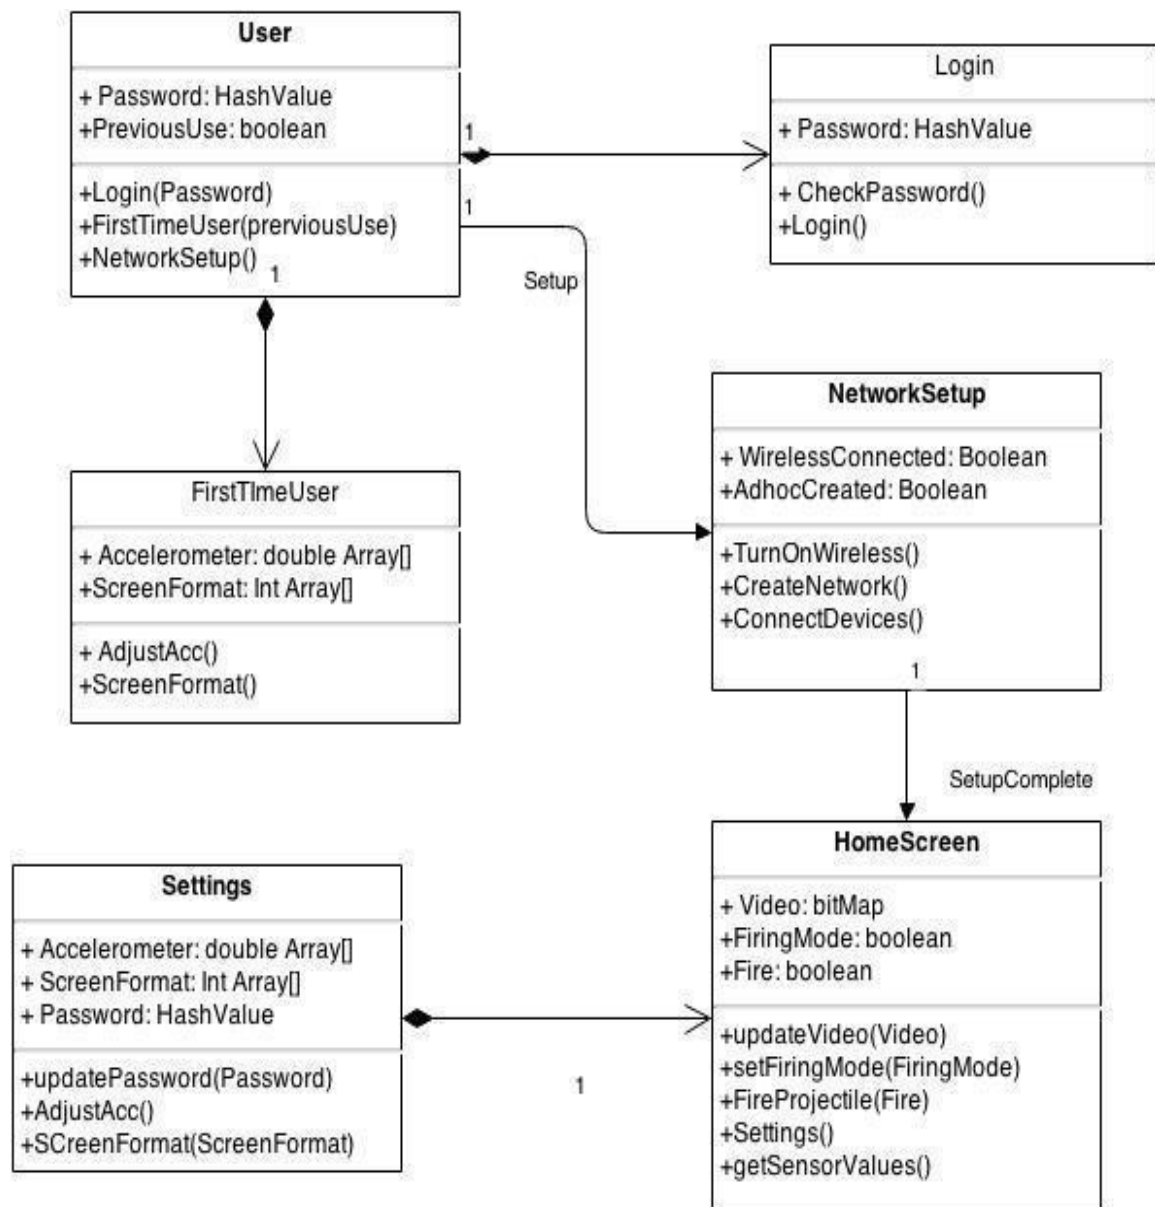 User
+ Password: HashValue
+PreviousUse: boolean
+Login(Password)
+FirstTimeUser(prerviousUse)
+NetworkSetup()
1
1
1
Login
+ Password: HashValue
+ CheckPassword()
+Login()
Setup
NetworkSetup
+ WirelessConnected: Boolean
+AdhocCreated: Boolean
+TurnOnWireless()
+CreateNetwork()
+ConnectDevices()
1
FirstTImeUser
+ Accelerometer: double Array[]
+ScreenFormat: Int Array[]
+ AdjustAcc()
+ScreenFormat()
SetupComplete
HomeScreen
+ Video: bitMap
+FiringMode: boolean
+Fire: boolean
+updateVideo(Video)
+setFiringMode(FiringMode)
+FireProjectile(Fire)
+Settings()
+getSensorValues()
Settings
+ Accelerometer: double Array[]
+ ScreenFormat: Int Array[]
+ Password: HashValue
+updatePassword(Password)
+AdjustAcc()
+SCreenFormat(ScreenFormat)
1